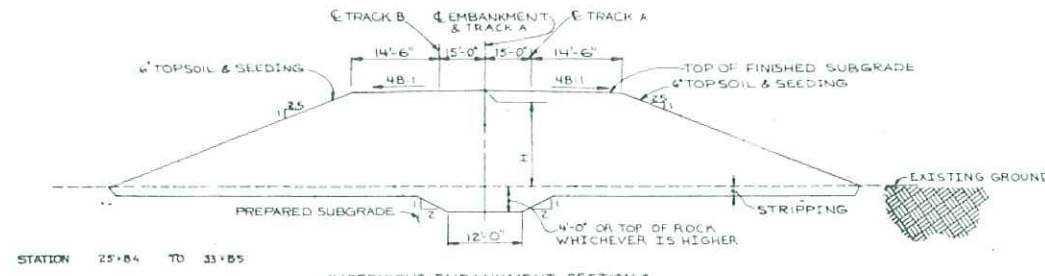 ℄ TRACK B
℄ EMBANKMENT
& TRACK A
℄ TRACK A
14'-6" 15'-0" 15'-0" 14'-6"
6" TOPSOIL & SEEDING
48:1
48:1
TOP OF FINISHED SUBGRADE
6" TOPSOIL & SEEDING
2.5
1
2.5
1
H
EXISTING GROUND
STRIPPING
PREPARED SUBGRADE
1
2
1
2
4'-0" OR TOP OF ROCK
WHICHEVER IS HIGHER
12'-0"
STATION 25+84 TO 33+85